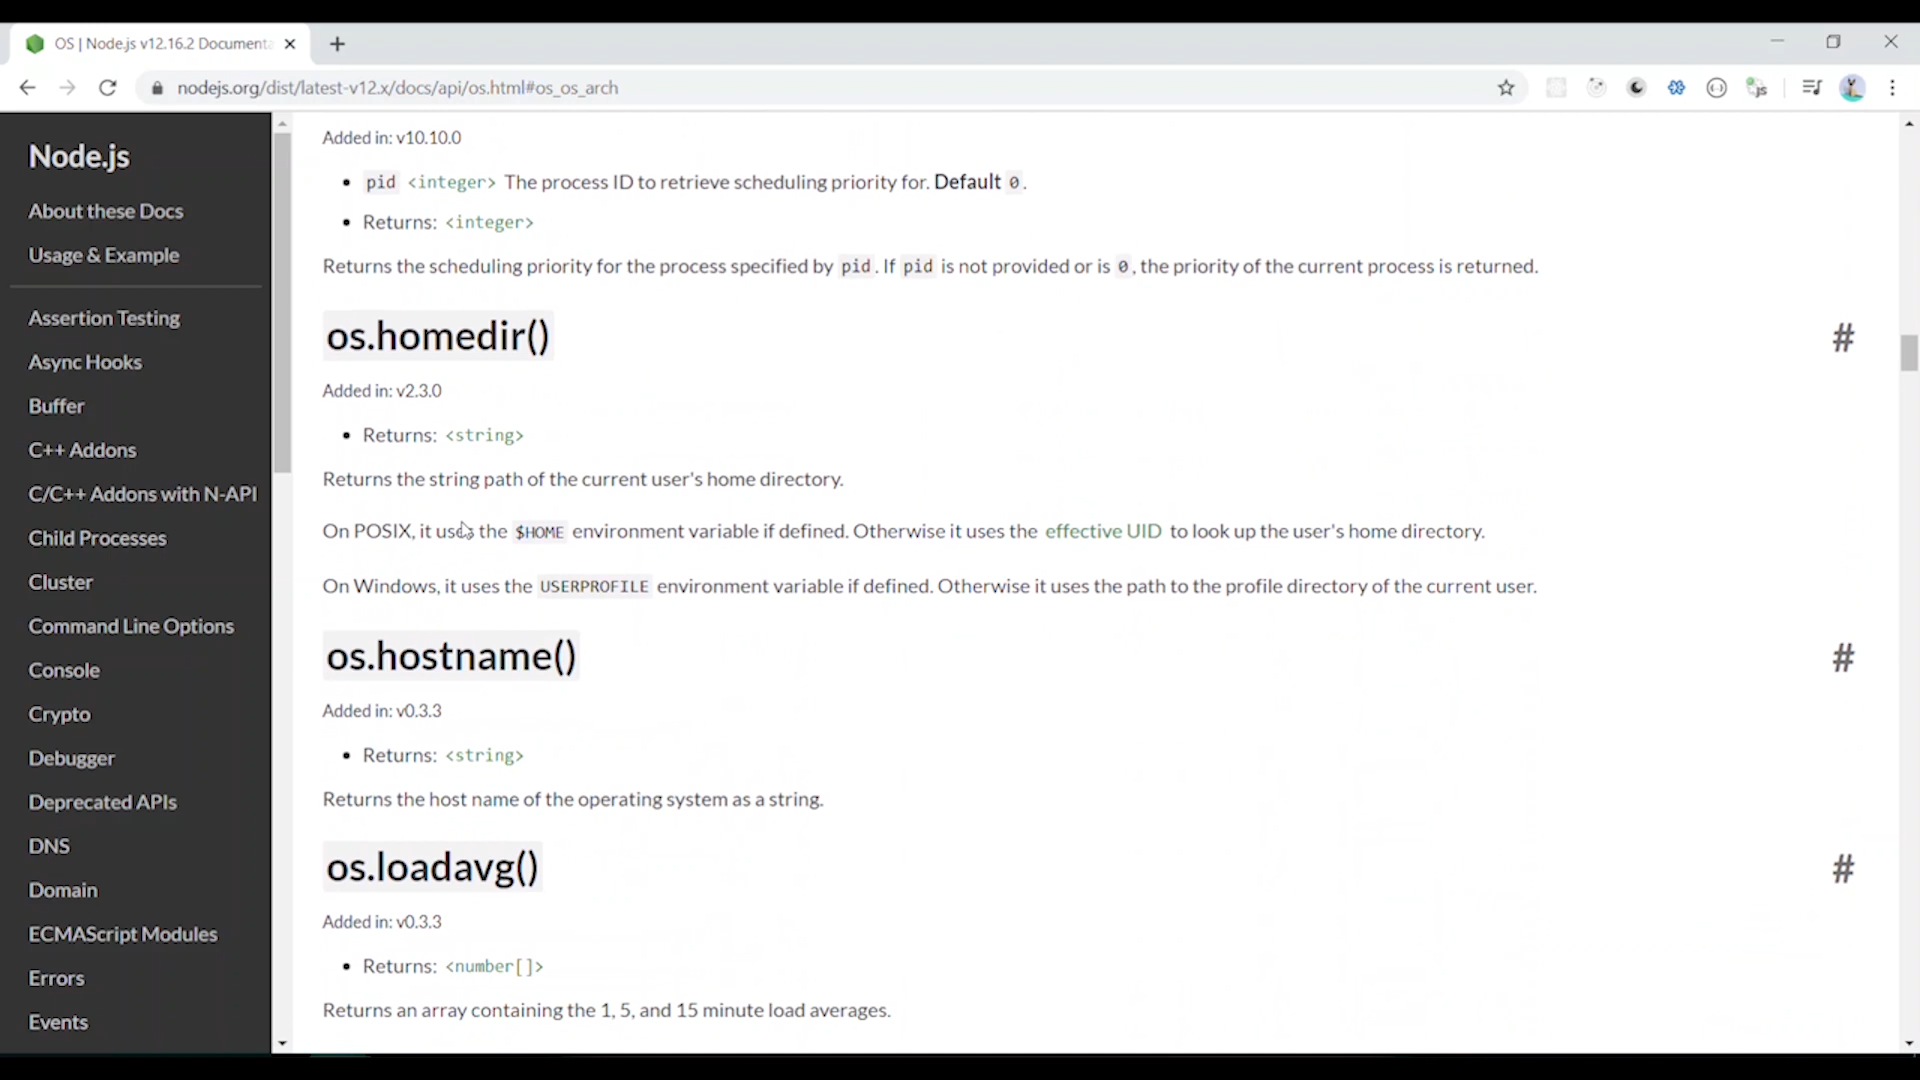 OS | Node.js v12.16.2 Documenta
nodejs.org/dist/latest-v12.x/docs/api/os.html#os_os_arch
Node.js
About these Docs
Usage & Example
Assertion Testing
Async Hooks
Buffer
C++ Addons
C/C++ Addons with N-API
Child Processes
Cluster
Command Line Options
Console
Crypto
Debugger
Deprecated APIs
DNS
Domain
ECMAScript Modules
Errors
Events
Added in: v10.10.0
pid <integer> The process ID to retrieve scheduling priority for. Default 0.
Returns: <integer>
Returns the scheduling priority for the process specified by pid. If pid is not provided or is 0, the priority of the current process is returned.
os.homedir()
#
Added in: v2.3.0
Returns: <string>
Returns the string path of the current user's home directory.
On POSIX, it uses the $HOME environment variable if defined. Otherwise it uses the effective UID to look up the user's home directory.
On Windows, it uses the USERPROFILE environment variable if defined. Otherwise it uses the path to the profile directory of the current user.
os.hostname()
#
Added in: v0.3.3
Returns: <string>
Returns the host name of the operating system as a string.
os.loadavg()
#
Added in: v0.3.3
Returns: <number[]>
Returns an array containing the 1, 5, and 15 minute load averages.